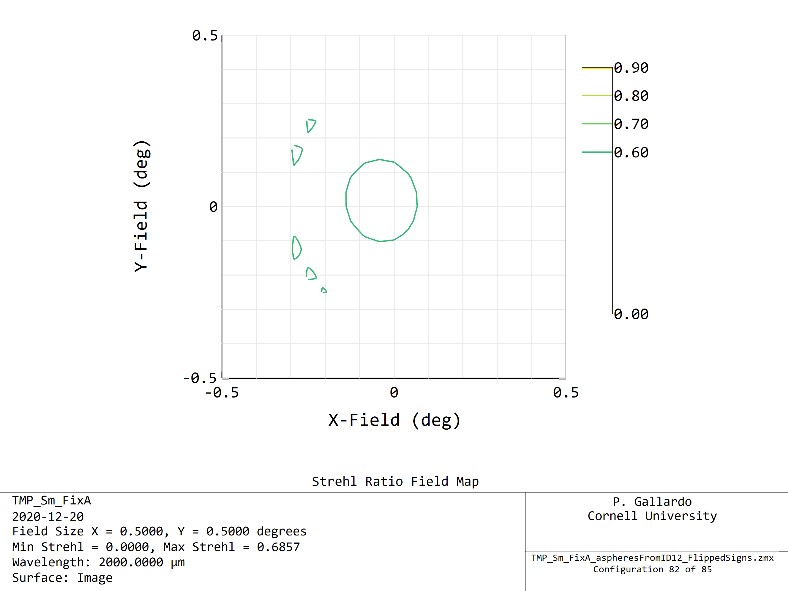 0.5
0
-0.5
-0.5
0
0.5
Y-Field (deg)
X-Field (deg)
0.90
0.80
0.70
0.60
0.00
Strehl Ratio Field Map
TMP_Sm_FixA
2020-12-20
Field Size X = 0.5000, Y = 0.5000 degrees
Min Strehl = 0.0000, Max Strehl = 0.6857
Wavelength: 2000.0000 µm
Surface: Image
P. Gallardo
Cornell University
TMP_Sm_FixA_aspheresFromID12_FlippedSigns.zmx
Configuration 82 of 85